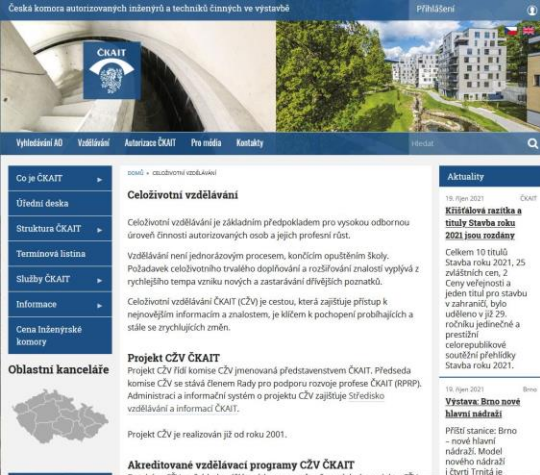 Česká komora autorizovaných inženýrů a techniků činných ve výstavbě
Přihlášení
ČKAIT
Vyhledávání AO Vzdělávání Autorizace ČKAIT Pro média Kontakty
Hledat
Co je ČKAIT
Úřední deska
Struktura ČKAIT
Termínová listina
Služby ČKAIT
Informace
Cena Inženýrské
komory
Oblastní kanceláře
DOMŮ CELOŽIVOTNÍ VZDĚLÁVÁNÍ
Celoživotní vzdělávání
Celoživotní vzdělávání je základním předpokladem pro vysokou odbornou
úroveň činnosti autorizovaných osob a jejich profesní růst.
Vzdělávání není jednorázovým procesem, končícím opuštěním školy.
Požadavek celoživotního trvalého doplňování a rozšiřování znalostí vyplývá z
rychlejšího tempa vzniku nových a zastarávání dřívějších poznatků.
Celoživotní vzdělávání ČKAIT (CŽV) je cestou, která zajišťuje přístup k
nejnovějším informacím a znalostem, je klíčem k pochopení probíhajících a
stále se zrychlujících změn.
Projekt CŽV ČKAIT
Projekt CŽV řídí komise CŽV jmenovaná představenstvem ČKAIT. Předseda
komise CŽV se stává členem Rady pro podporu rozvoje profese ČKAIT (RPRP).
Administraci a informační systém o projektu CŽV zajišťuje Středisko
vzdělávání a informací ČKAIT.
Projekt CŽV je realizován již od roku 2001.
Akreditované vzdělávací programy CŽV ČKAIT
Aktuality
19. říjen 2021 ČKAIT
Křišťálová razítka a
tituly Stavba roku
2021 jsou rozdány
Celkem 10 titulů
Stavba roku 2021, 25
zvláštních cen, 2
Ceny veřejnosti a
jeden titul pro stavbu
v zahraničí, bylo
uděleno v již 29.
ročníku jedinečné a
prestižní
celorepublikové
soutěžní přehlídky
Stavba roku 2021.
19. říjen 2021 Brno
Výstava: Brno nové
hlavní nádraží
Příští stanice: Brno
– nové hlavní
nádraží. Model
nového nádraží
i čtvrti Trnitá je